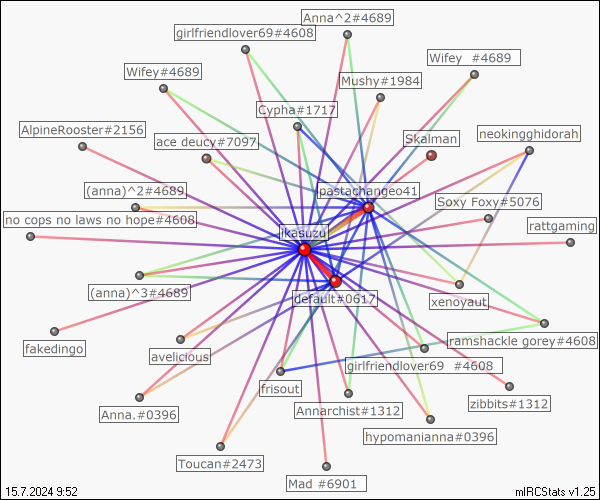 Anna^2#4689
girlfriendlover69#4608
Wifey #4689
Wifey#4689
Mushy#1984
Cypha#1717
AlpineRooster#2156
ace deucy#7097
Skalman
neokingghidorah
(anna)^2#4689
pastachangeo41
Soxy Foxy#5076
no cops no laws no hope#4608
rattgaming
ikasuzu
(anna)^3#4689
default#0617
xenoyaut
fakedingo
avelicious
ramshackle gorey#4608
girlfriendlover69 #4608
frisout
Anna.#0396
Annarchist#1312
zibbits#1312
hypomanianna#0396
Toucan#2473
Mad #6901
15.7.2024 9:52
mIRCStats v1.25